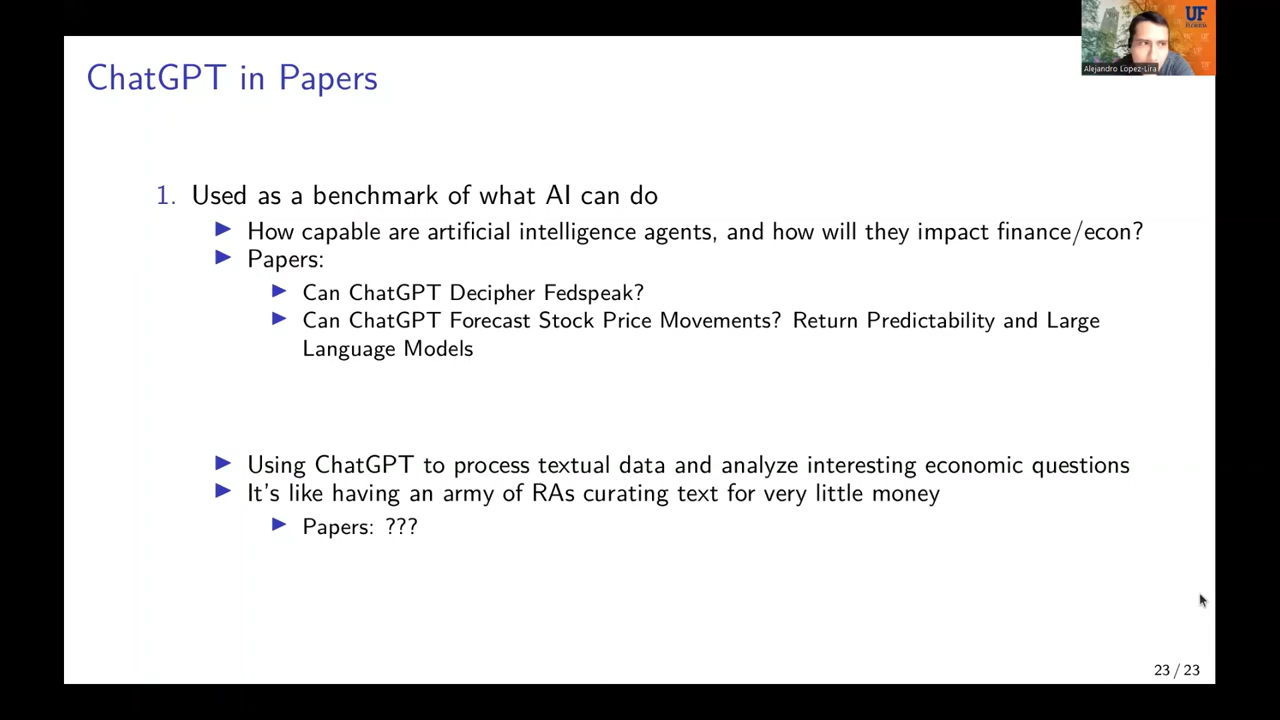 UF
Alejandro Lopez-Lira
ChatGPT in Papers
1. Used as a benchmark of what AI can do
▶ How capable are artificial intelligence agents, and how will they impact finance/econ?
▶ Papers:
▶ Can ChatGPT Decipher Fedspeak?
▶ Can ChatGPT Forecast Stock Price Movements? Return Predictability and Large
Language Models
▶ Using ChatGPT to process textual data and analyze interesting economic questions
▶ It's like having an army of RAs curating text for very little money
▶ Papers: ???
23 / 23